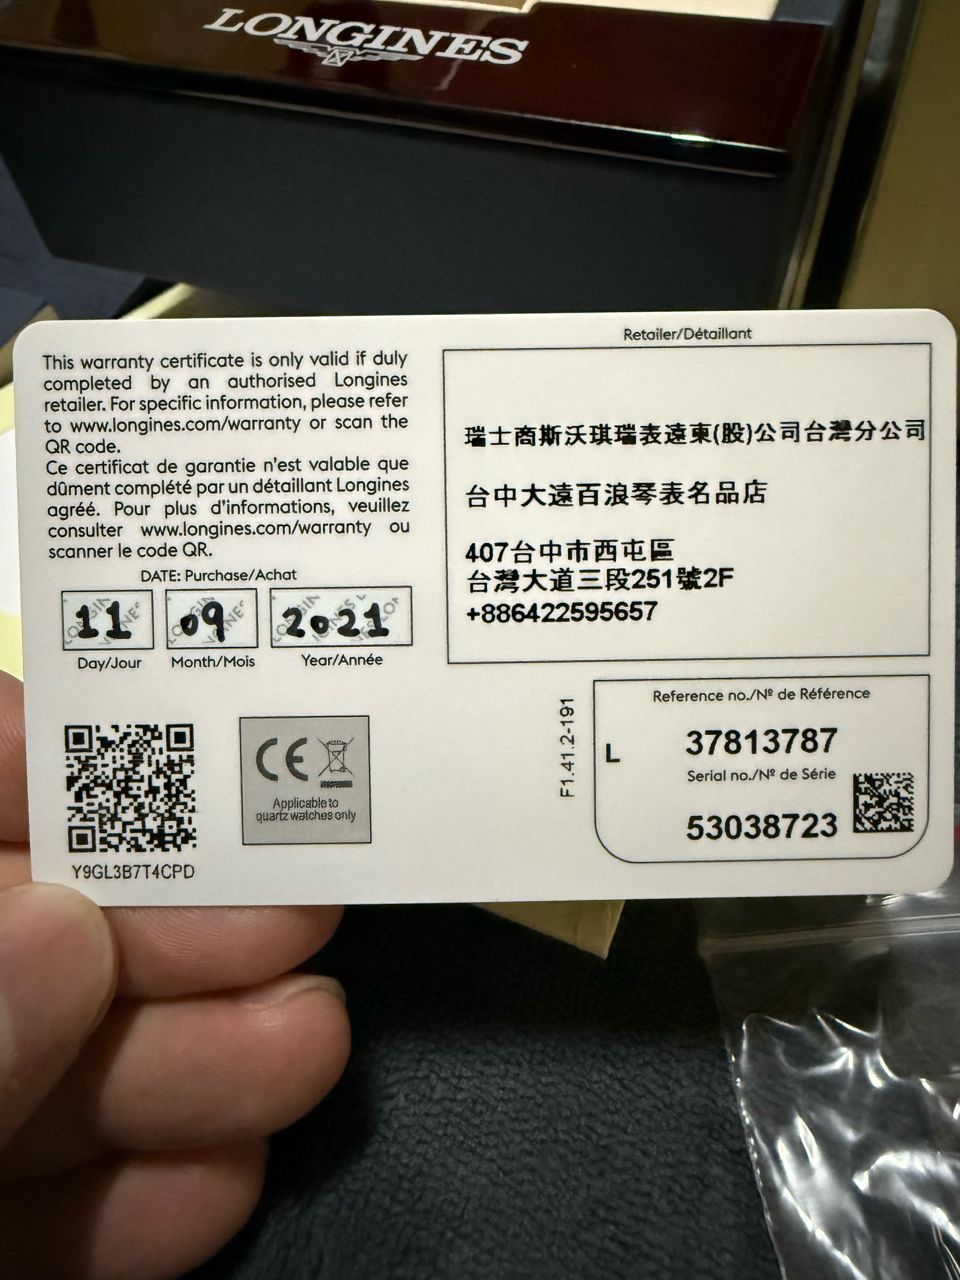 LONGINES
This warranty certificate is only valid if duly
completed by an authorised Longines
retailer. For specific information, please refer
to www.longines.com/warranty or scan the
QR code.
Ce certificat de garantie n'est valable que
dûment complété par un détaillant Longines
agréé. Pour plus d'informations, veuillez
consulter www.longines.com/warranty ou
scanner le code QR.
DATE: Purchase/Achat
11 09 2021
Day/Jour Month/Mois Year/Année
Y9GL3B7T4CPD
CE
Applicable to
quartz watches only
Retailer/Détaillant
瑞士商斯沃琪瑞表遠東(股)公司台灣分公司
台中大遠百浪琴表名品店
407台中市西屯區
台灣大道三段251號2F
+886422595657
F1.41.2-191
Reference no./Nº de Référence
L 37813787
Serial no./Nº de Série
53038723